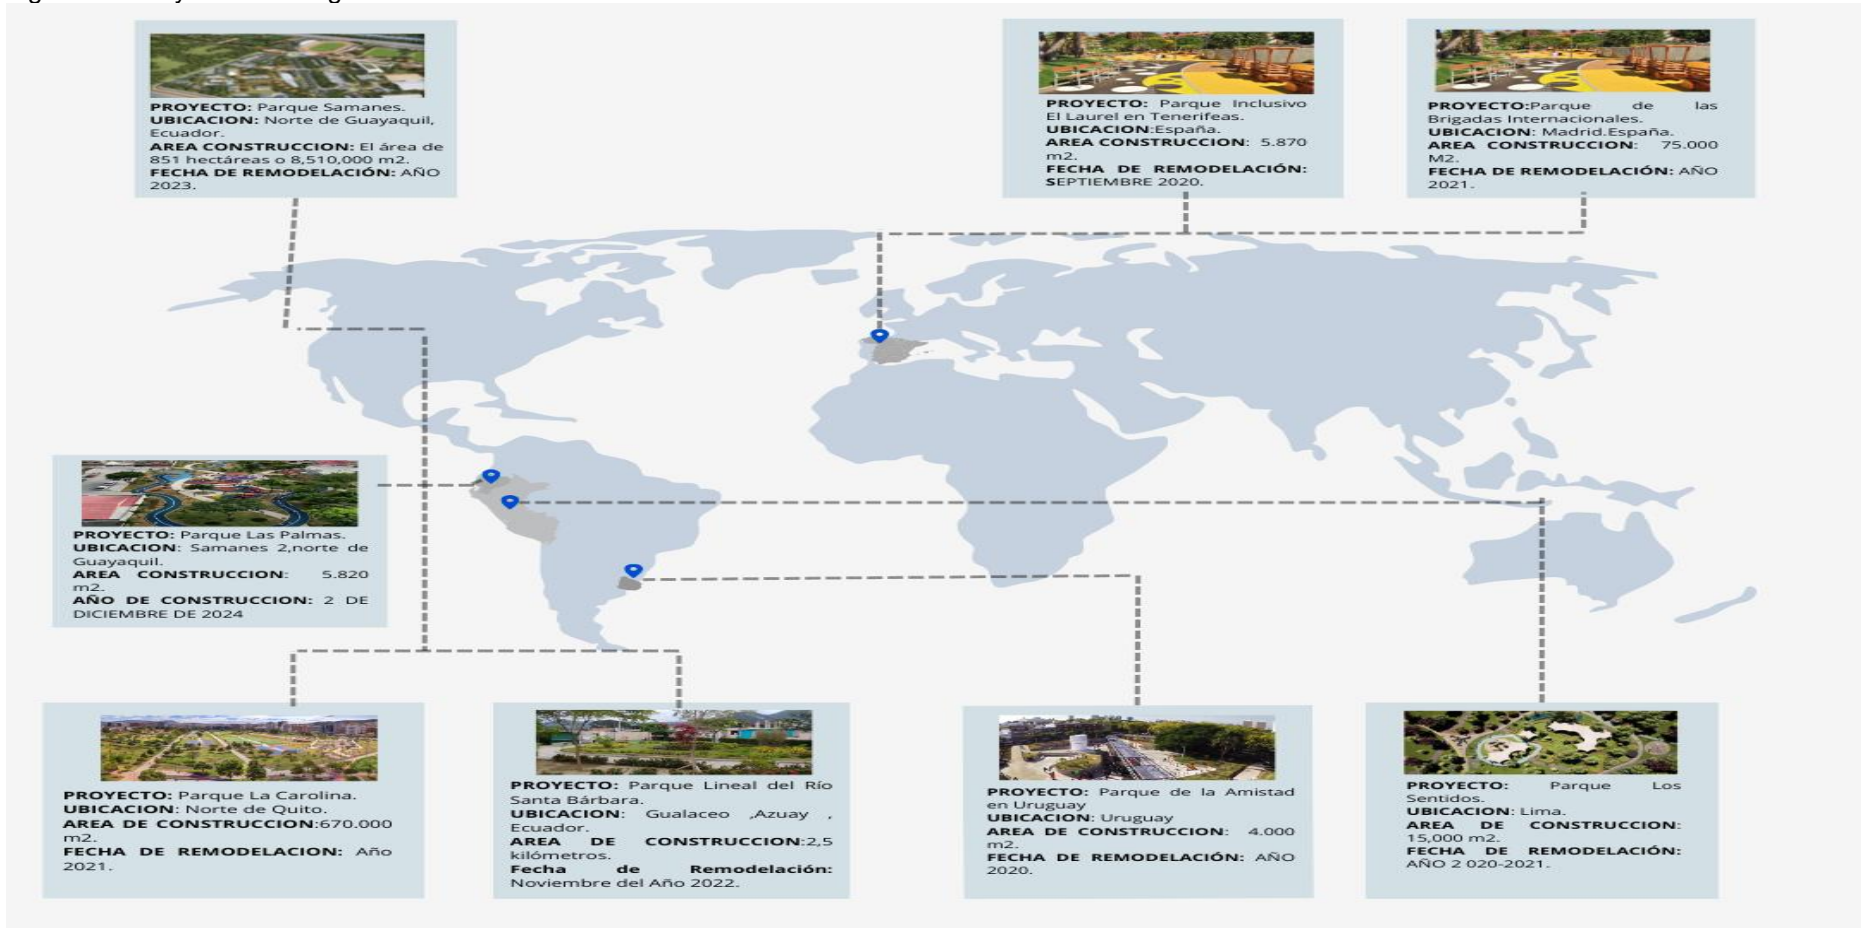 PROYECTO: Parque Samanes.
UBICACION: Norte de Guayaquil,
Ecuador.
AREA CONSTRUCCION: El área de
851 hectáreas o 8,510,000 m2.
FECHA DE REMODELACIÓN: AÑO
2023.
PROYECTO: Parque Inclusivo
El Laurel en Tenerifeas.
UBICACION:España.
AREA CONSTRUCCION: 5.870
m2.
FECHA DE REMODELACIÓN:
SEPTIEMBRE 2020.
PROYECTO:Parque de las
Brigadas Internacionales.
UBICACION: Madrid.España.
AREA CONSTRUCCION: 75.000
M2.
FECHA DE REMODELACIÓN: AÑO
2021.
PROYECTO: Parque Las Palmas.
UBICACION: Samanes 2,norte de
Guayaquil.
AREA CONSTRUCCION: 5.820
m2.
AÑO DE CONSTRUCCION: 2 DE
DICIEMBRE DE 2024
PROYECTO: Parque La Carolina.
UBICACION: Norte de Quito.
AREA DE CONSTRUCCION:670.000
m2.
FECHA DE REMODELACION: Año
2021.
PROYECTO: Parque Lineal del Río
Santa Bárbara.
UBICACION: Gualaceo ,Azuay ,
Ecuador.
AREA DE CONSTRUCCION:2,5
kilómetros.
Fecha de Remodelación:
Noviembre del Año 2022.
PROYECTO: Parque de la Amistad
en Uruguay
UBICACION: Uruguay
AREA DE CONSTRUCCION: 4.000
m2.
FECHA DE REMODELACIÓN: AÑO
2020.
PROYECTO: Parque Los
Sentidos.
UBICACION: Lima.
AREA DE CONSTRUCCION:
15,000 m2.
FECHA DE REMODELACIÓN:
AÑO 2 020-2021.